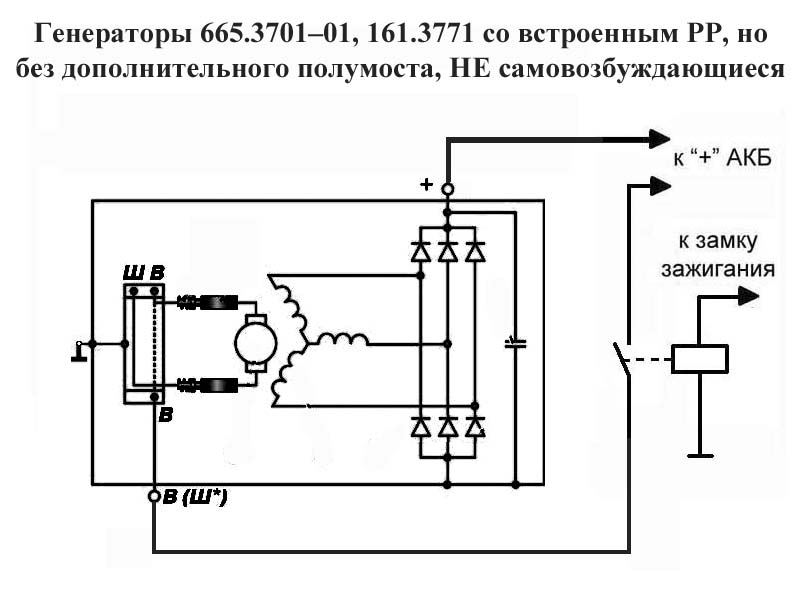 Генераторы 665.3701–01, 161.3771 со встроенным РР, но
без дополнительного полумоста, НЕ самовозбуждающиеся
к “+” АКБ
+
к замку
зажигания
Ш В
В
В (Ш*)